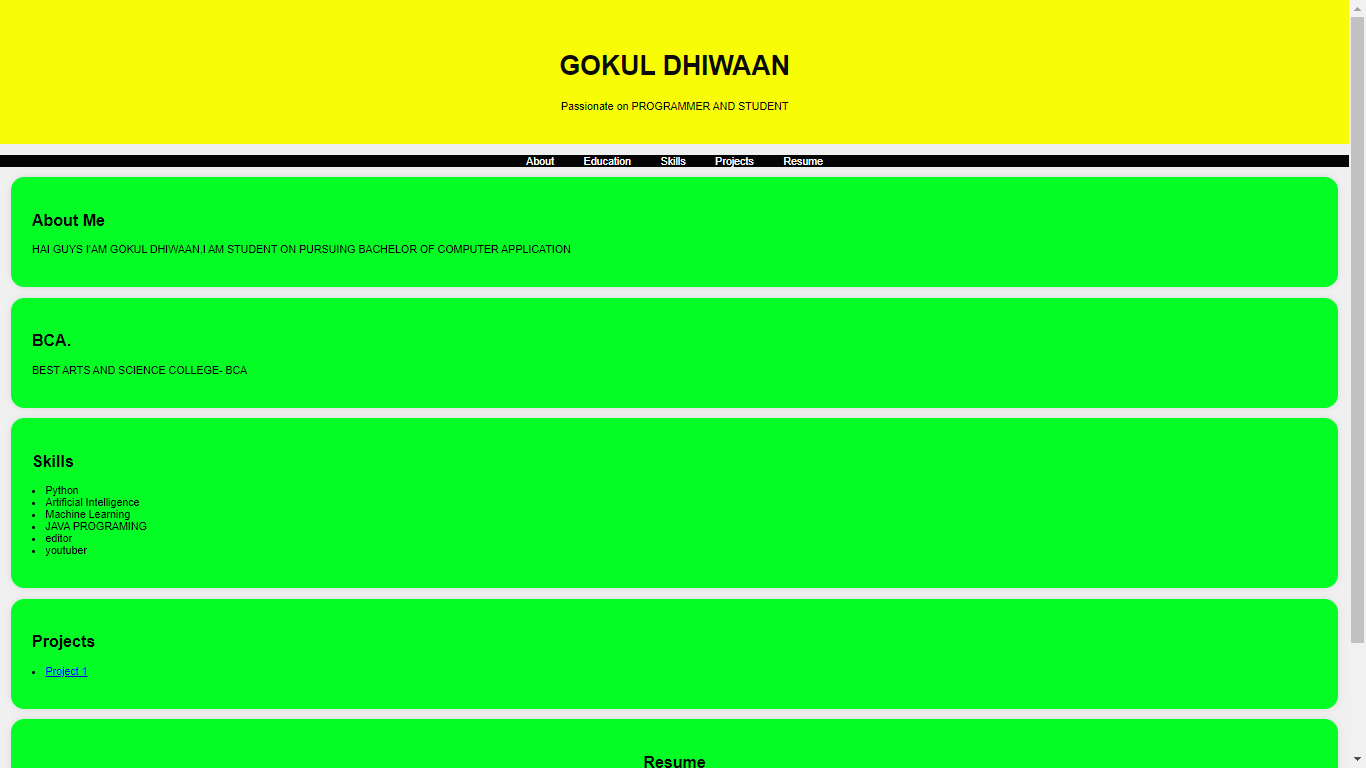 GOKUL DHIWAAN
Passionate on PROGRAMMER AND STUDENT
About Education Skills Projects Resume
About Me
HAI GUYS I'AM GOKUL DHIWAAN,I AM STUDENT ON PURSUING BACHELOR OF COMPUTER APPLICATION
BCA.
BEST ARTS AND SCIENCE COLLEGE- BCA
Skills
Python
Artificial Intelligence
Machine Learning
JAVA PROGRAMING
editor
youtuber
Projects
Project 1
Resume